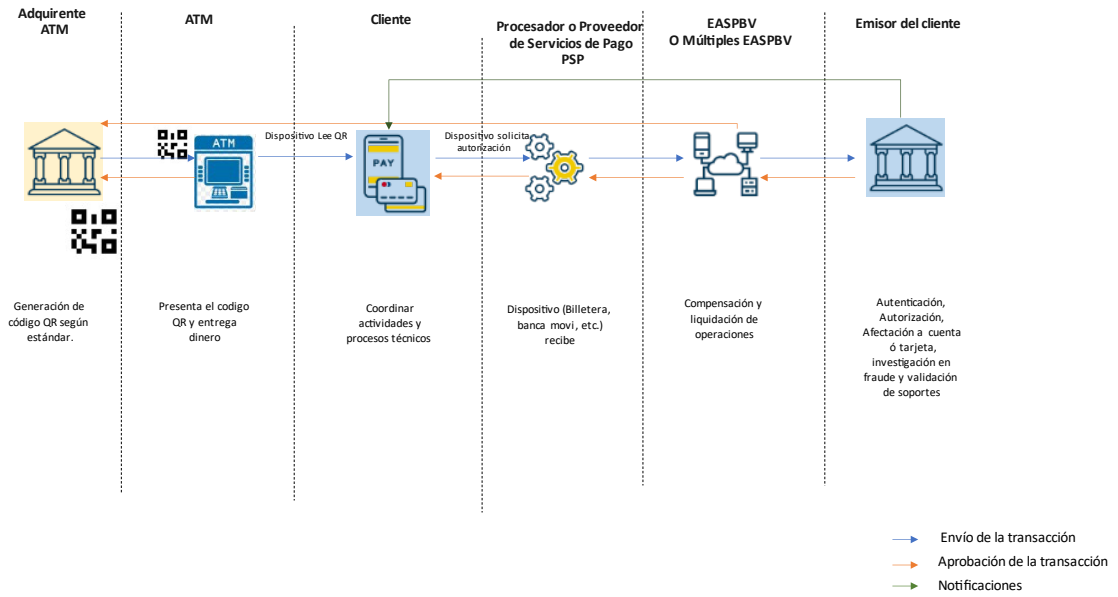 Adquirente
ATM
ATM
Cliente
Procesador o Proveedor
de Servicios de Pago
PSP
EASPBV
O Múltiples EASPBV
Emisor del cliente
Dispositivo Lee QR
Dispositivo solicita
autorización
ATM
PAY
Generación de
código QR según
estándar.
Presenta el codigo
QR y entrega
dinero
Coordinar
actividades y
procesos técnicos
Dispositivo (Billetera,
banca movi, etc.)
recibe
Compensación y
liquidación de
operaciones
Autenticación,
Autorización,
Afectación a cuenta
ó tarjeta,
investigación en
fraude y validación
de soportes
Envío de la transacción
Aprobación de la transacción
Notificaciones